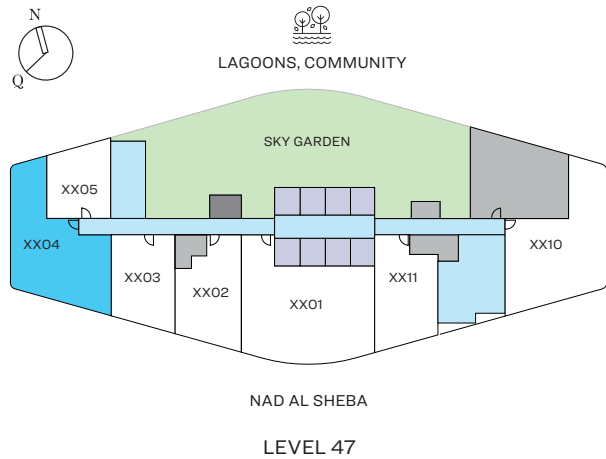 N
Q
LAGOONS, COMMUNITY
SKY GARDEN
XX05
XX04
XX03
XX02
XX01
XX11
XX10
NAD AL SHEBA
LEVEL 47